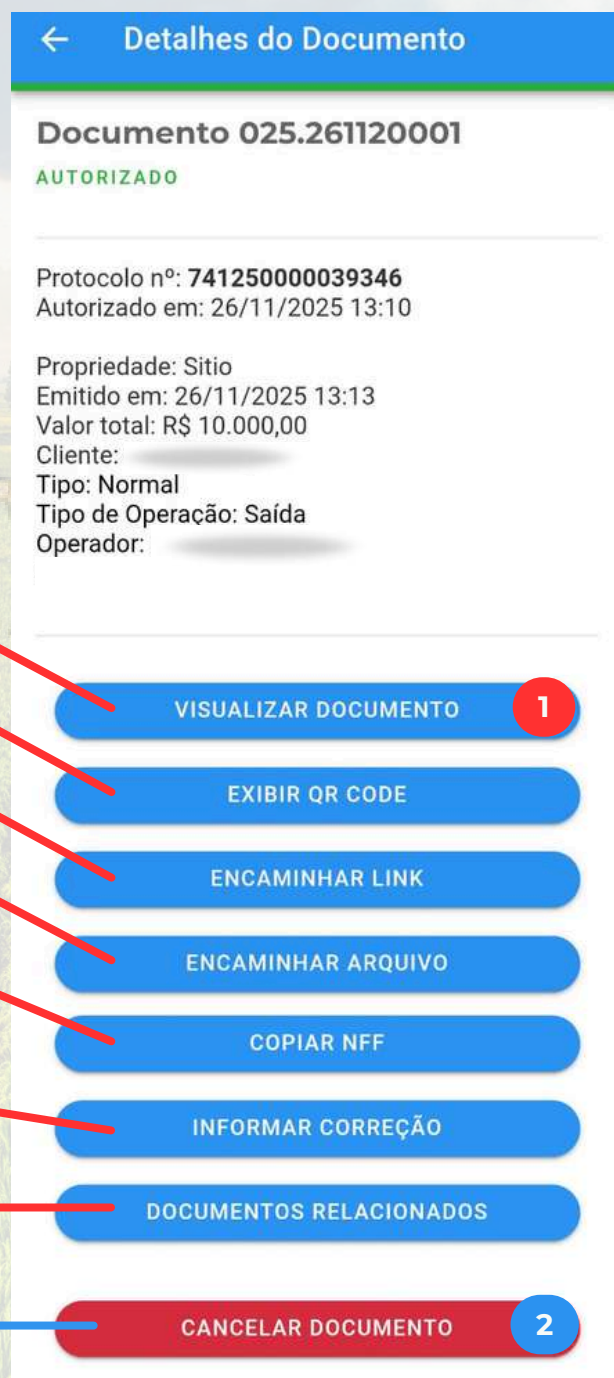 Detalhes do Documento
Documento 025.261120001
AUTORIZADO
Protocolo nº: 741250000039346
Autorizado em: 26/11/2025 13:10
Propriedade: Sitio
Emitido em: 26/11/2025 13:13
Valor total: R$ 10.000,00
Cliente:
Tipo: Normal
Tipo de Operação: Saída
Operador:
VISUALIZAR DOCUMENTO 1
EXIBIR QR CODE
ENCAMINHAR LINK
ENCAMINHAR ARQUIVO
COPIAR NFF
INFORMAR CORREÇÃO
DOCUMENTOS RELACIONADOS
CANCELAR DOCUMENTO 2